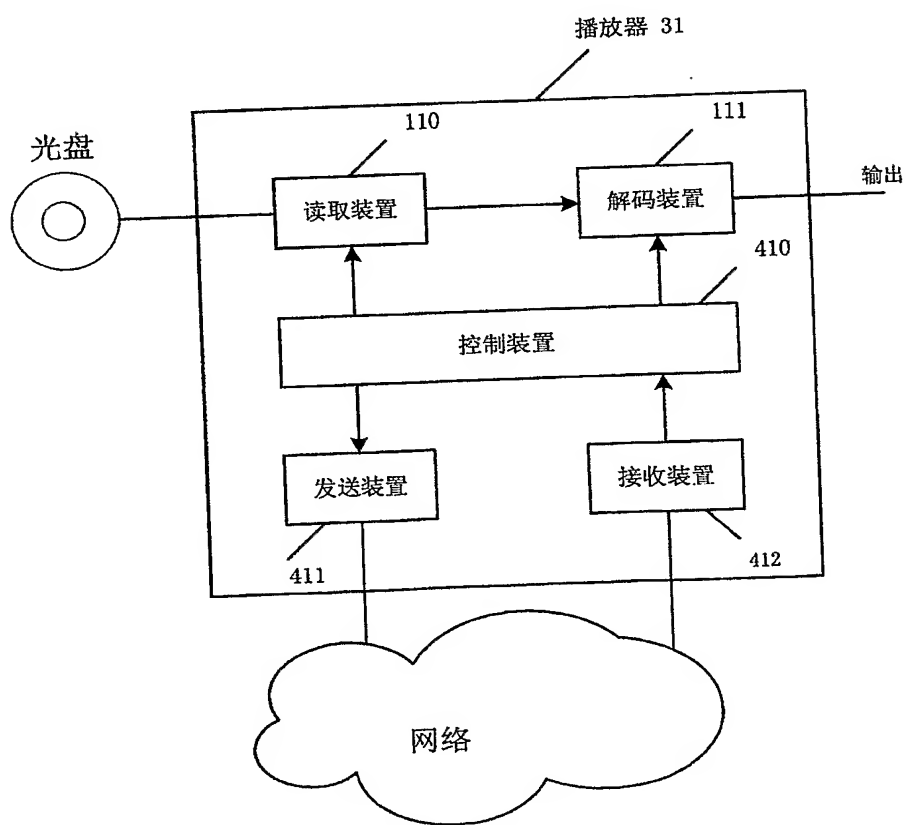 播放器 31
110
111
光盘
读取装置
解码装置
输出
410
控制装置
发送装置
接收装置
411
412
网络